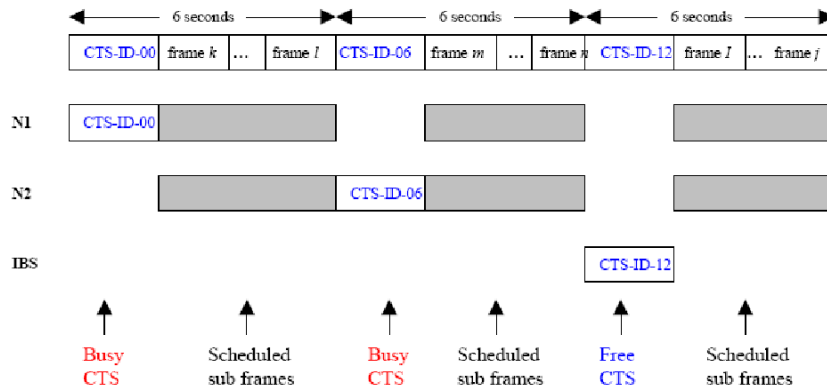 6 seconds 6 seconds 6 seconds
CTS-ID-00 frame k ... frame l CTS-ID-06 frame m ... frame n CTS-ID-12 frame I ... frame j
N1 CTS-ID-00
N2 CTS-ID-06
IBS CTS-ID-12
Busy Scheduled Busy Scheduled Free Scheduled
CTS sub frames CTS sub frames CTS sub frames